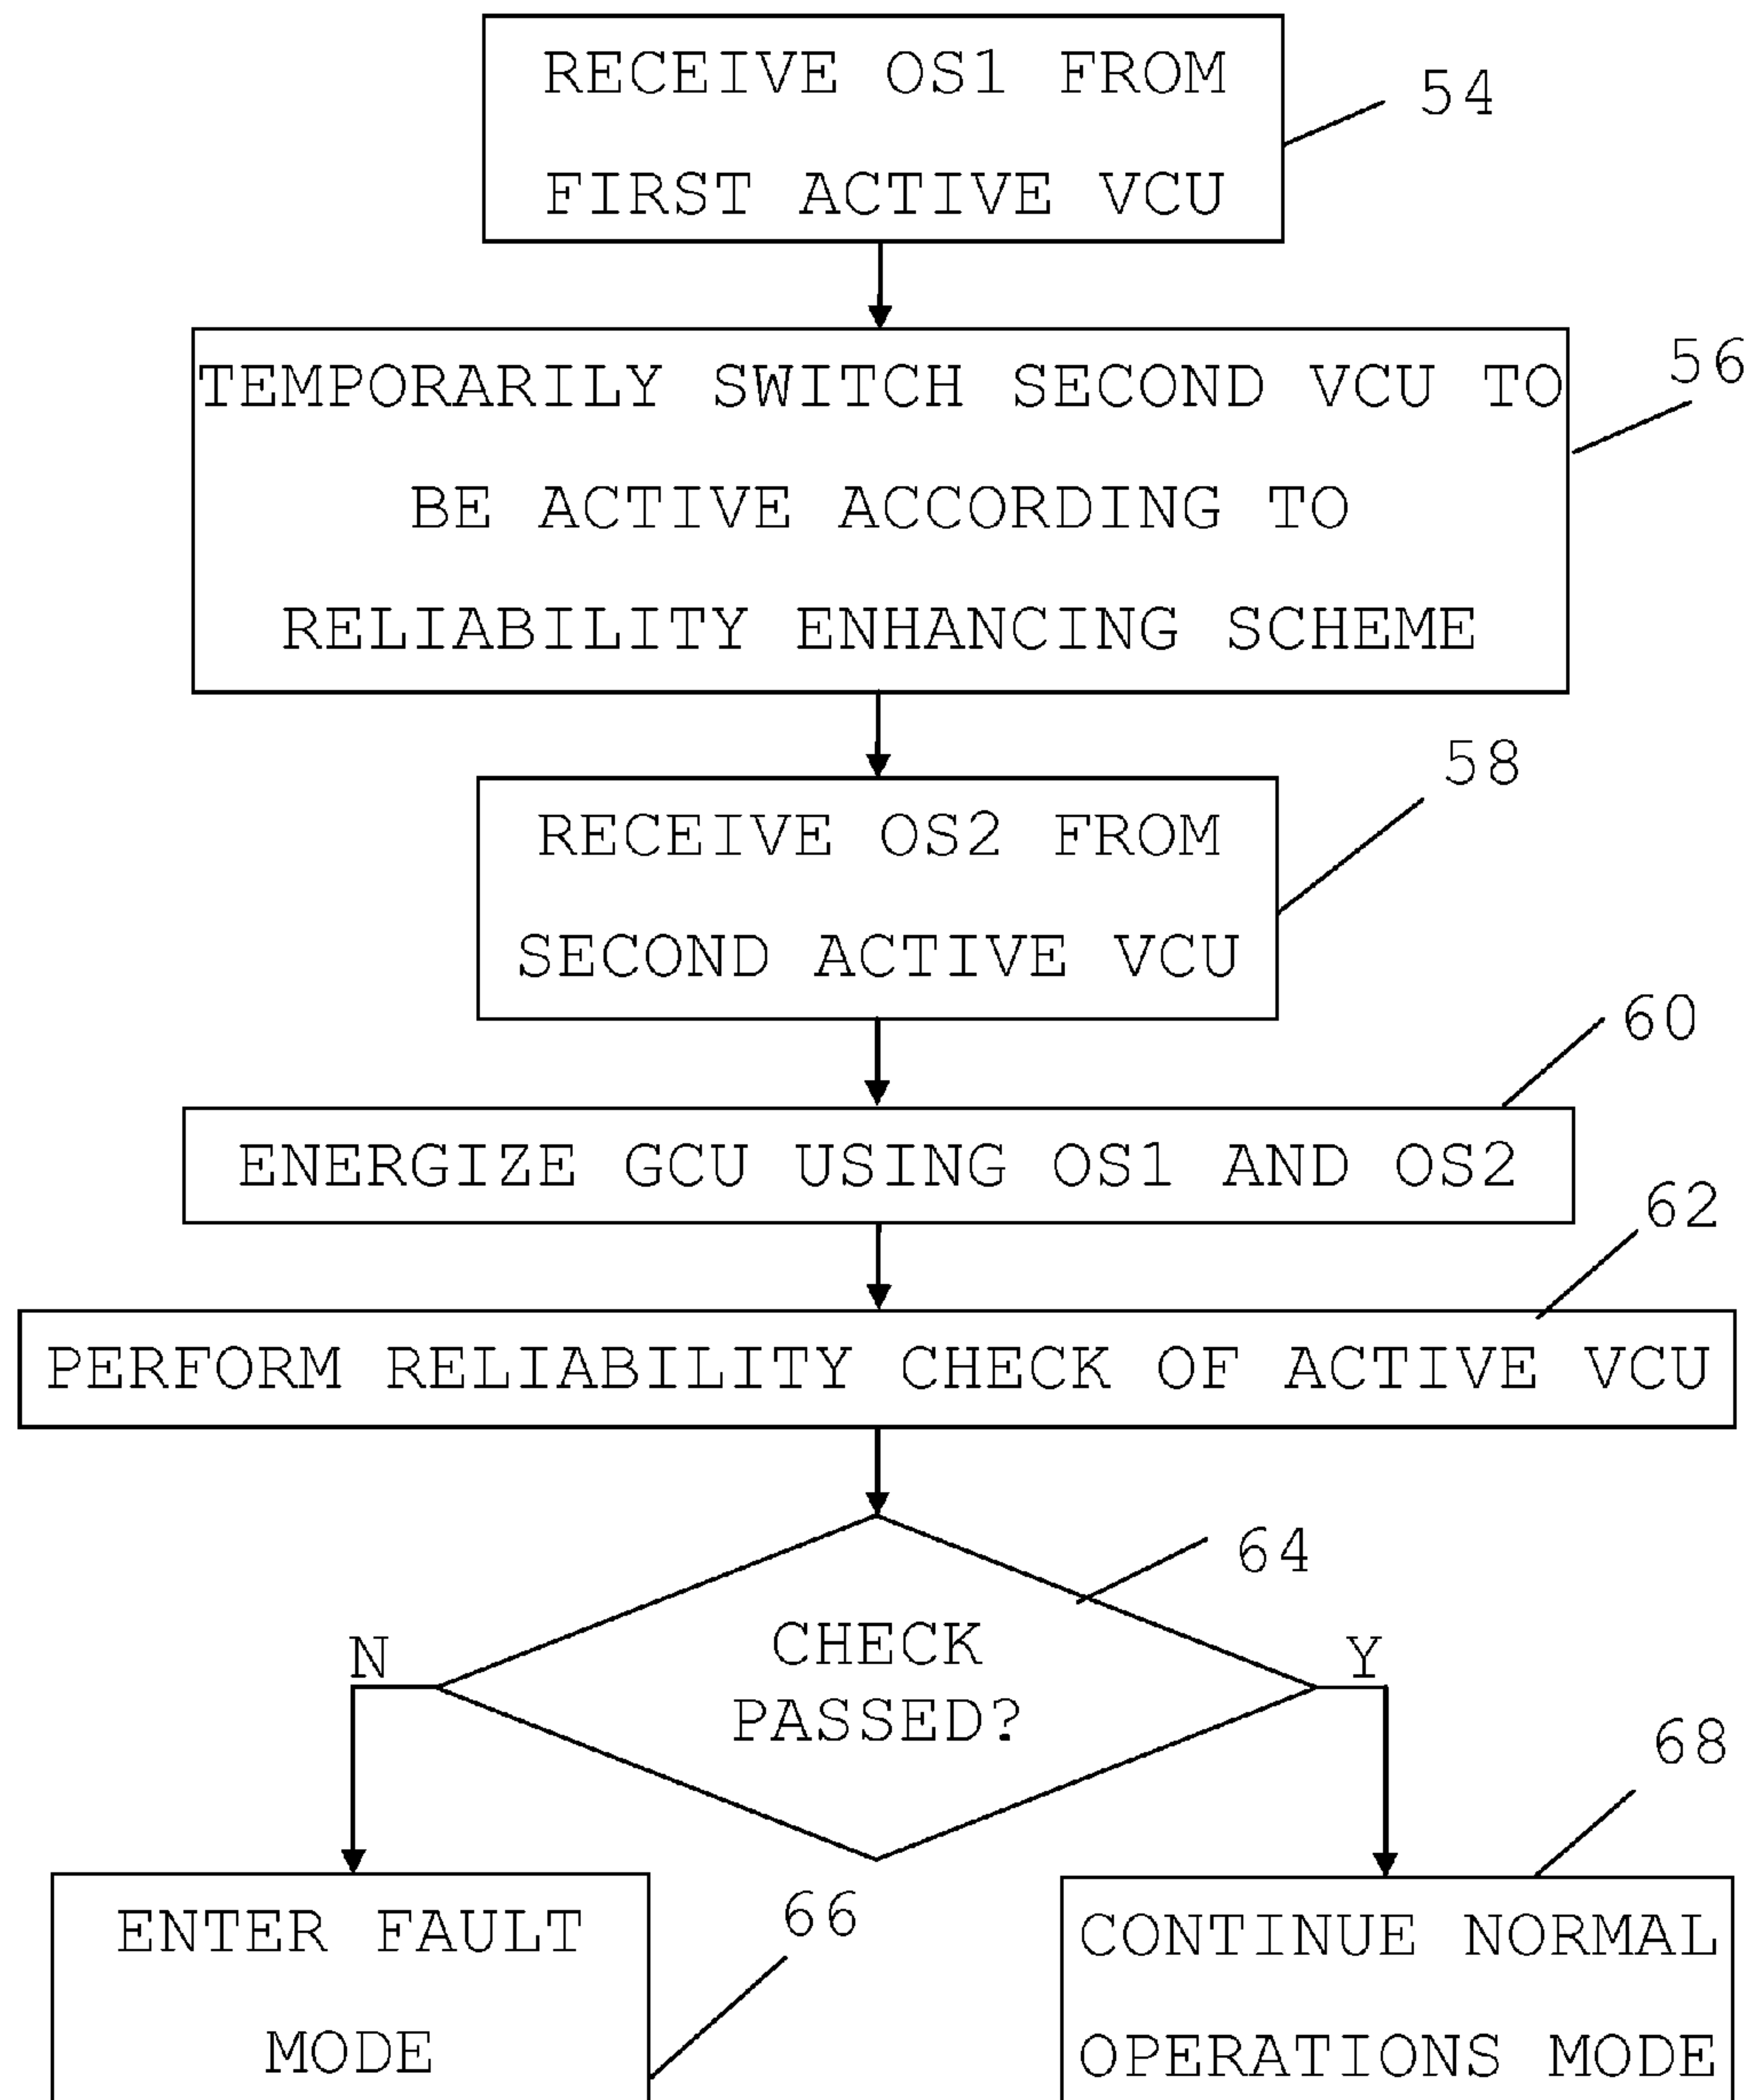 RECEIVE OS1 FROM
FIRST ACTIVE VCU
54
TEMPORARILY SWITCH SECOND VCU TO
BE ACTIVE ACCORDING TO
RELIABILITY ENHANCING SCHEME
56
RECEIVE OS2 FROM
SECOND ACTIVE VCU
58
60
ENERGIZE GCU USING OS1 AND OS2
62
PERFORM RELIABILITY CHECK OF ACTIVE VCU
64
CHECK
PASSED?
N
Y
68
ENTER FAULT
MODE
66
CONTINUE NORMAL
OPERATIONS MODE